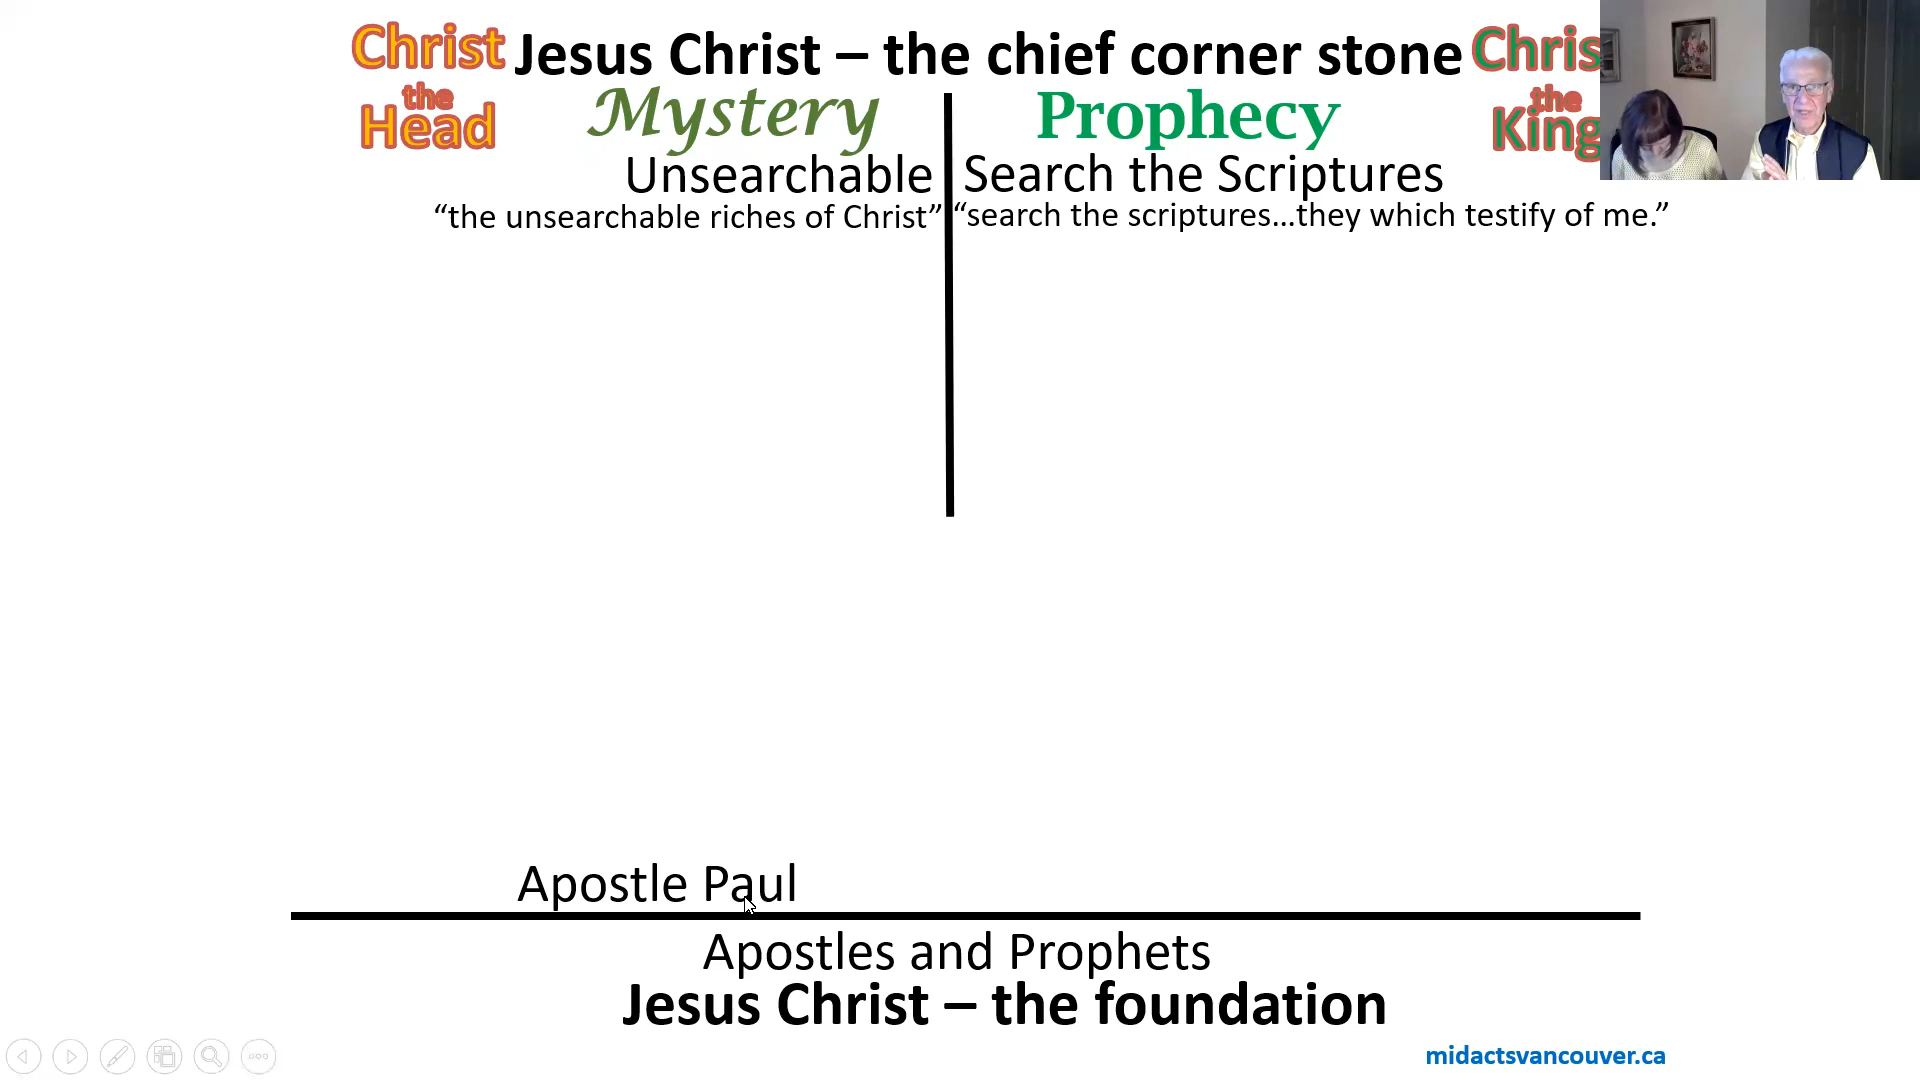 Christ
the
Head
Jesus Christ – the chief corner stone
the
King
Mystery
Prophecy
Unsearchable
Search the Scriptures
“the unsearchable riches of Christ”
“search the scriptures...they which testify of me.”
Apostle Paul
Apostles and Prophets
Jesus Christ – the foundation
midactsvancouver.ca